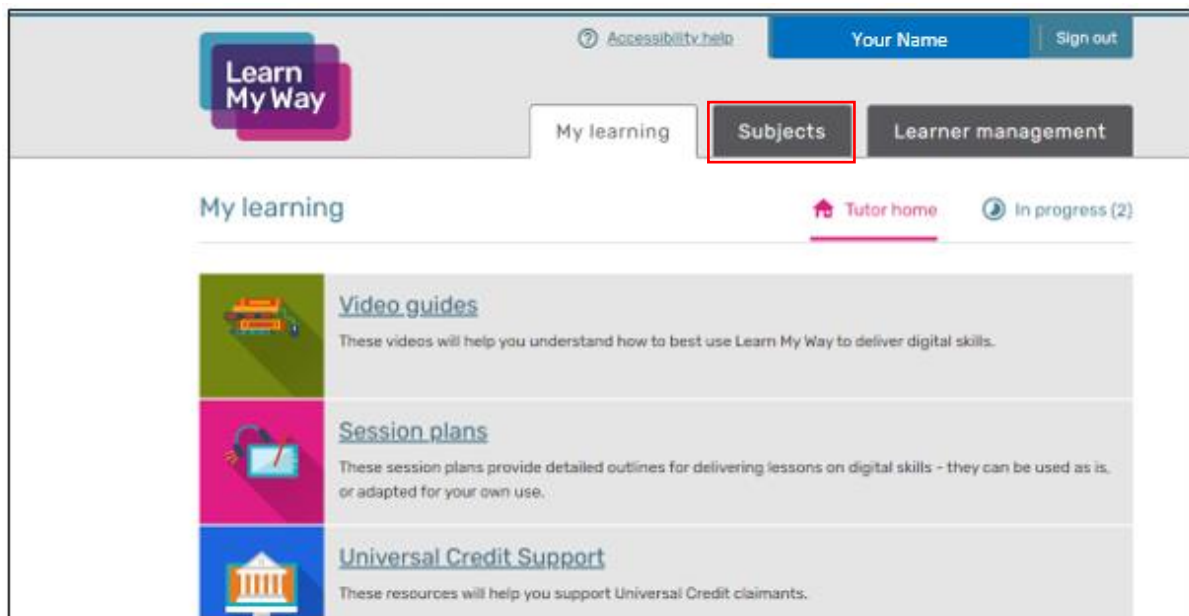 Accessibility help
Your Name
Sign out
Learn
My Way
My learning
Subjects
Learner management
My learning
Tutor home
In progress (2)
Video guides
These videos will help you understand how to best use Learn My Way to deliver digital skills.
Session plans
These session plans provide detailed outlines for delivering lessons on digital skills - they can be used as is,
or adapted for your own use.
Universal Credit Support
These resources will help you support Universal Credit claimants.